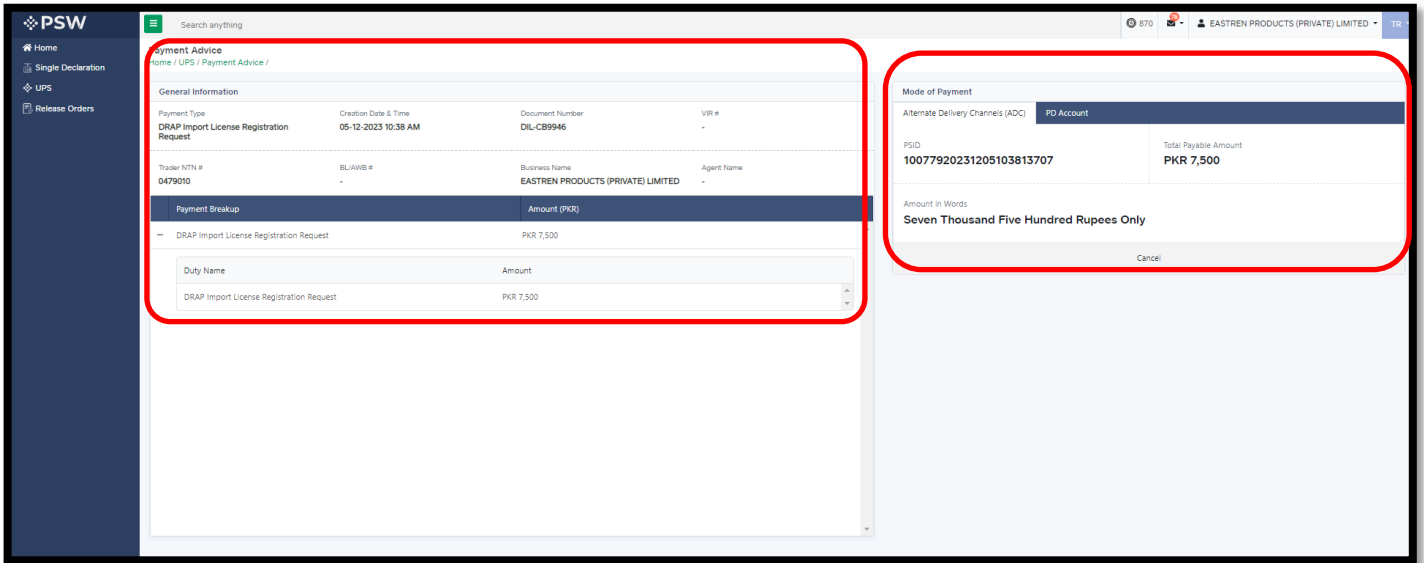 PSW
Search anything
870
78
EASTREN PRODUCTS (PRIVATE) LIMITED
TR
Home
Single Declaration
UPS
Release Orders
Payment Advice
Home / UPS / Payment Advice /
General Information
Payment Type
Creation Date & Time
Document Number
VIR #
DRAP Import License Registration
Request
05-12-2023 10:38 AM
DIL-CB9946
-
Trader NTN #
BL/AWB #
Business Name
Agent Name
0479010
-
EASTREN PRODUCTS (PRIVATE) LIMITED
-
Payment Breakup
Amount (PKR)
DRAP Import License Registration Request
PKR 7,500
Duty Name
Amount
DRAP Import License Registration Request
PKR 7,500
Mode of Payment
Alternate Delivery Channels (ADC)
PD Account
PSID
Total Payable Amount
10077920231205103813707
PKR 7,500
Amount in Words
Seven Thousand Five Hundred Rupees Only
Cancel